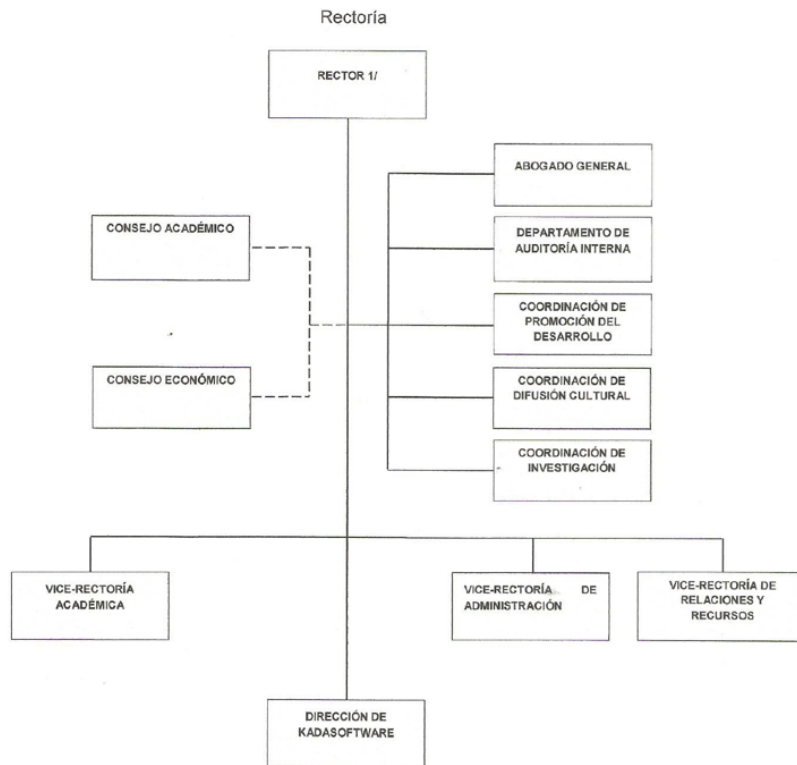 Rectoría
RECTOR 1/
ABOGADO GENERAL
CONSEJO ACADÉMICO
DEPARTAMENTO DE
AUDITORÍA INTERNA
COORDINACIÓN DE
PROMOCIÓN DEL
DESARROLLO
CONSEJO ECONÓMICO
COORDINACIÓN DE
DIFUSIÓN CULTURAL
COORDINACIÓN DE
INVESTIGACIÓN
VICE-RECTORÍA
ACADÉMICA
VICE-RECTORÍA DE
ADMINISTRACIÓN
VICE-RECTORÍA DE
RELACIONES Y
RECURSOS
DIRECCIÓN DE
KADASOFTWARE